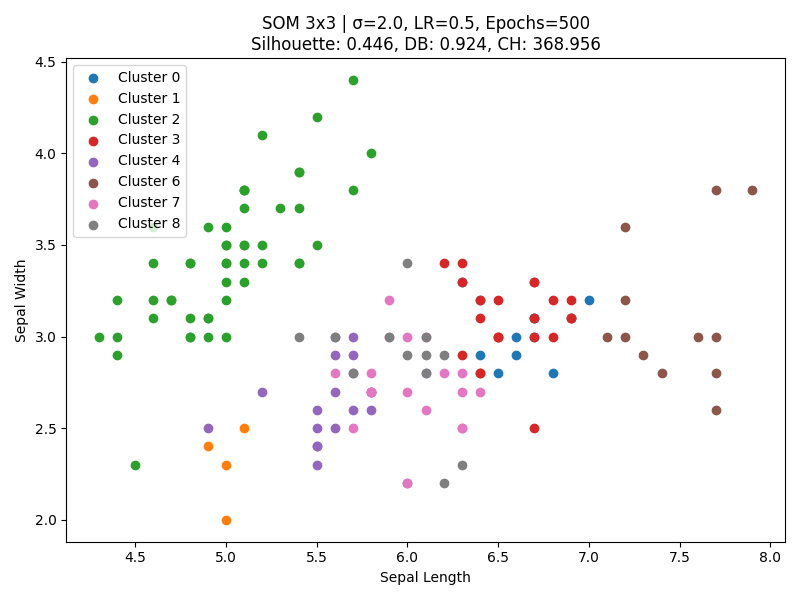 SOM 3x3 | σ=2.0, LR=0.5, Epochs=500
Silhouette: 0.446, DB: 0.924, CH: 368.956
Cluster 0
Cluster 1
Cluster 2
Cluster 3
Cluster 4
Cluster 6
Cluster 7
Cluster 8
4.5
4.0
3.5
3.0
2.5
2.0
Sepal Width
4.5 5.0 5.5 6.0 6.5 7.0 7.5 8.0
Sepal Length